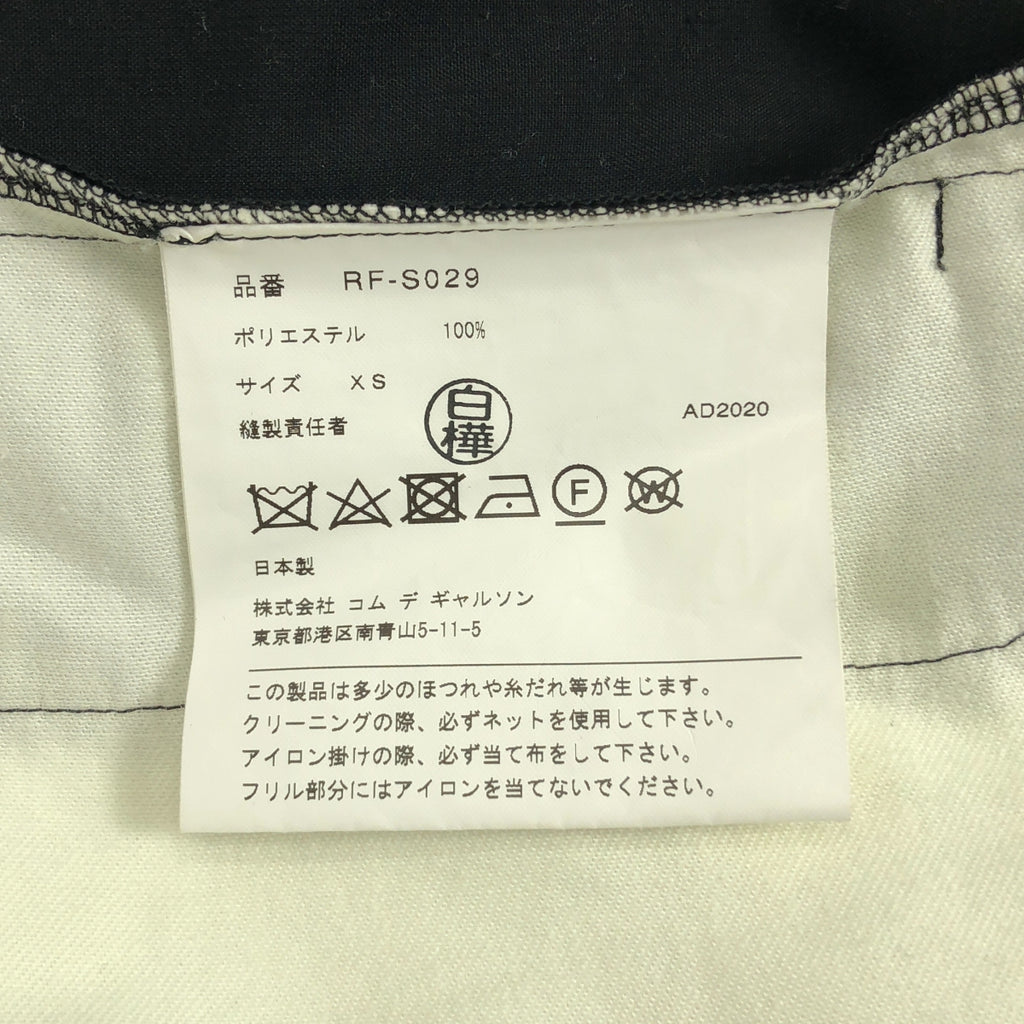 品番 RF-S029
ポリエステル 100%
サイズ XS
縫製責任者 白樺 AD2020
F W
日本製
株式会社 コム デ ギャルソン
東京都港区南青山5-11-5
この製品は多少のほつれや糸だれ等が生じます。
クリーニングの際、必ずネットを使用して下さい。
アイロン掛けの際、必ず当て布をして下さい。
フリル部分にはアイロンを当てないでください。